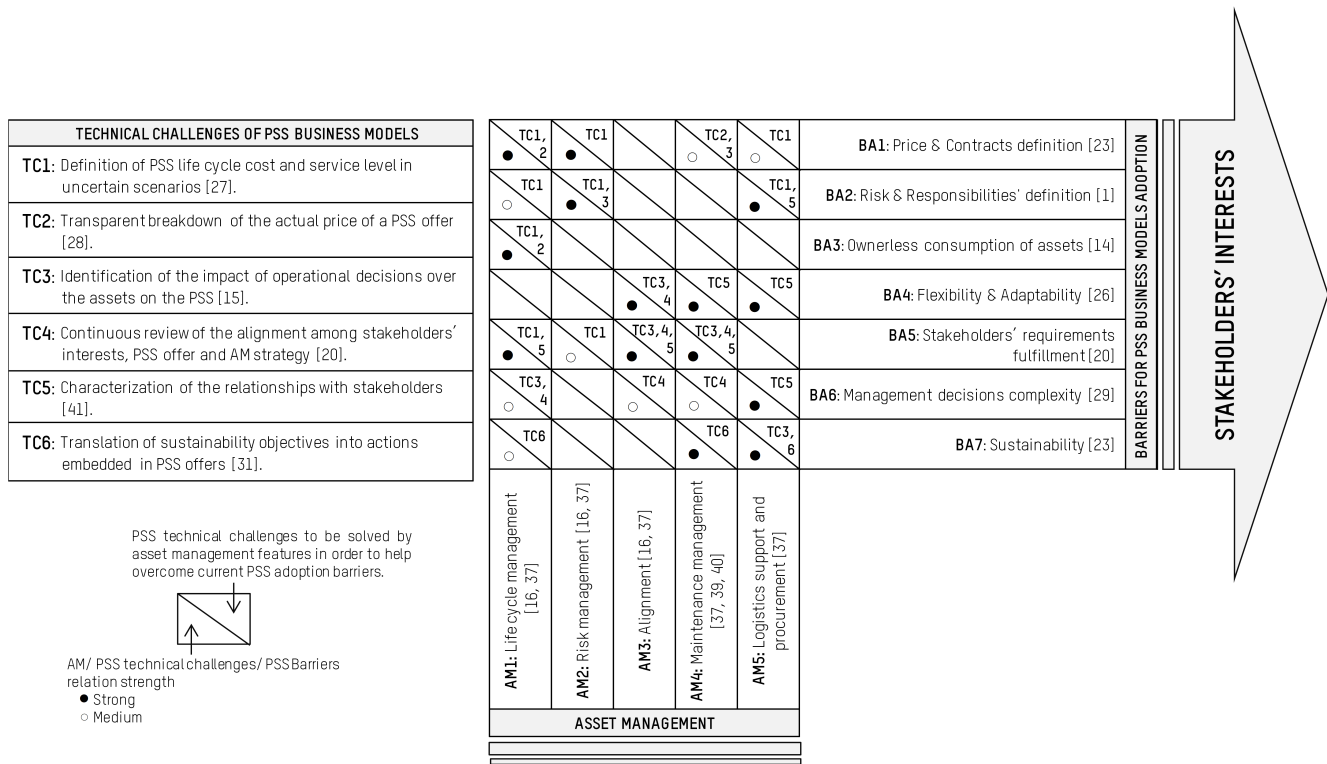 TECHNICAL CHALLENGES OF PSS BUSINESS MODELS
TC1: Definition of PSS life cycle cost and service level in
uncertain scenarios [27].
TC2: Transparent breakdown of the actual price of a PSS offer
[28].
TC3: Identification of the impact of operational decisions over
the assets on the PSS [15].
TC4: Continuous review of the alignment among stakeholders'
interests, PSS offer and AM strategy [20].
TC5: Characterization of the relationships with stakeholders
[41].
TC6: Translation of sustainability objectives into actions
embedded in PSS offers [31].
PSS technical challenges to be solved by
asset management features in order to help
overcome current PSS adoption barriers.
AM/ PSS technical challenges/ PSS Barriers
relation strength
Strong
Medium
TC1,
2
TC1
TC2,
3
TC1
BA1: Price & Contracts definition [23]
TC1
TC1,
3
TC1,
5
BA2: Risk & Responsibilities' definition [1]
TC1,
2
BA3: Ownerless consumption of assets [14]
TC3,
4
TC5
TC5
BA4: Flexibility & Adaptability [26]
TC1,
5
TC1
TC3,4,
5
TC3,4,
5
BA5: Stakeholders' requirements
fulfillment [20]
TC3,
4
TC4
TC4
TC5
BA6: Management decisions complexity [29]
TC6
TC6
TC3,
6
BA7: Sustainability [23]
AM1: Lifecycle management
[16, 37]
AM2: Risk management [16, 37]
AM3: Alignment [16, 37]
AM4: Maintenance management
[37, 39, 40]
AM5: Logistics support and
procurement [37]
ASSET MANAGEMENT
BARRIERS FOR PSS BUSINESS MODELS ADOPTION
STAKEHOLDERS' INTERESTS